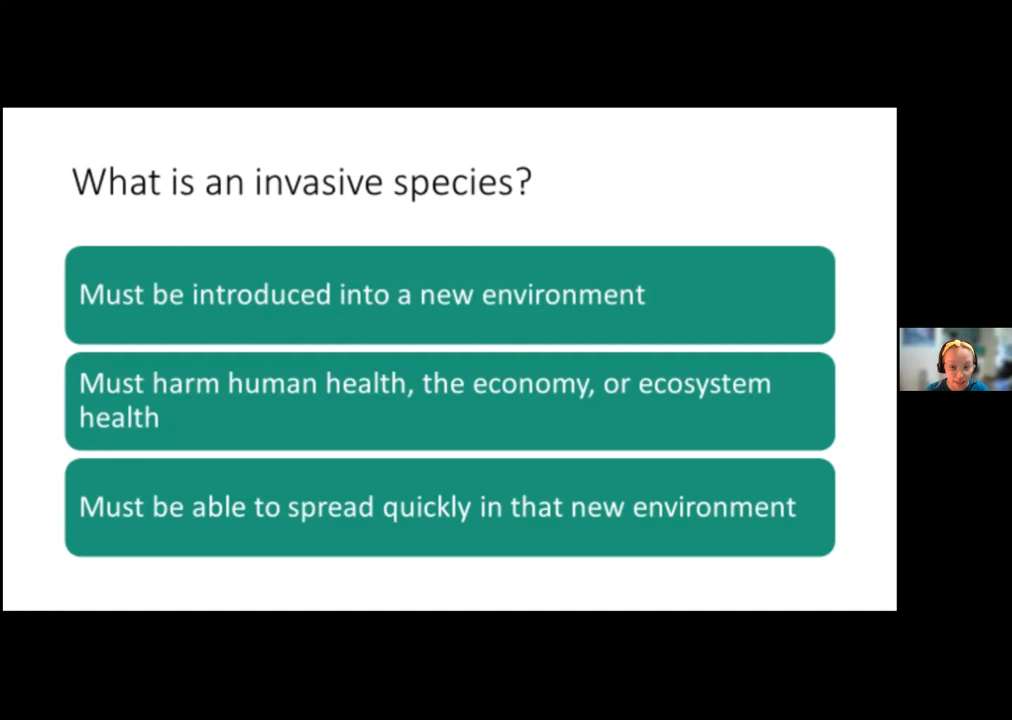 What is an invasive species?
Must be introduced into a new environment
Must harm human health, the economy, or ecosystem
health
Must be able to spread quickly in that new environment